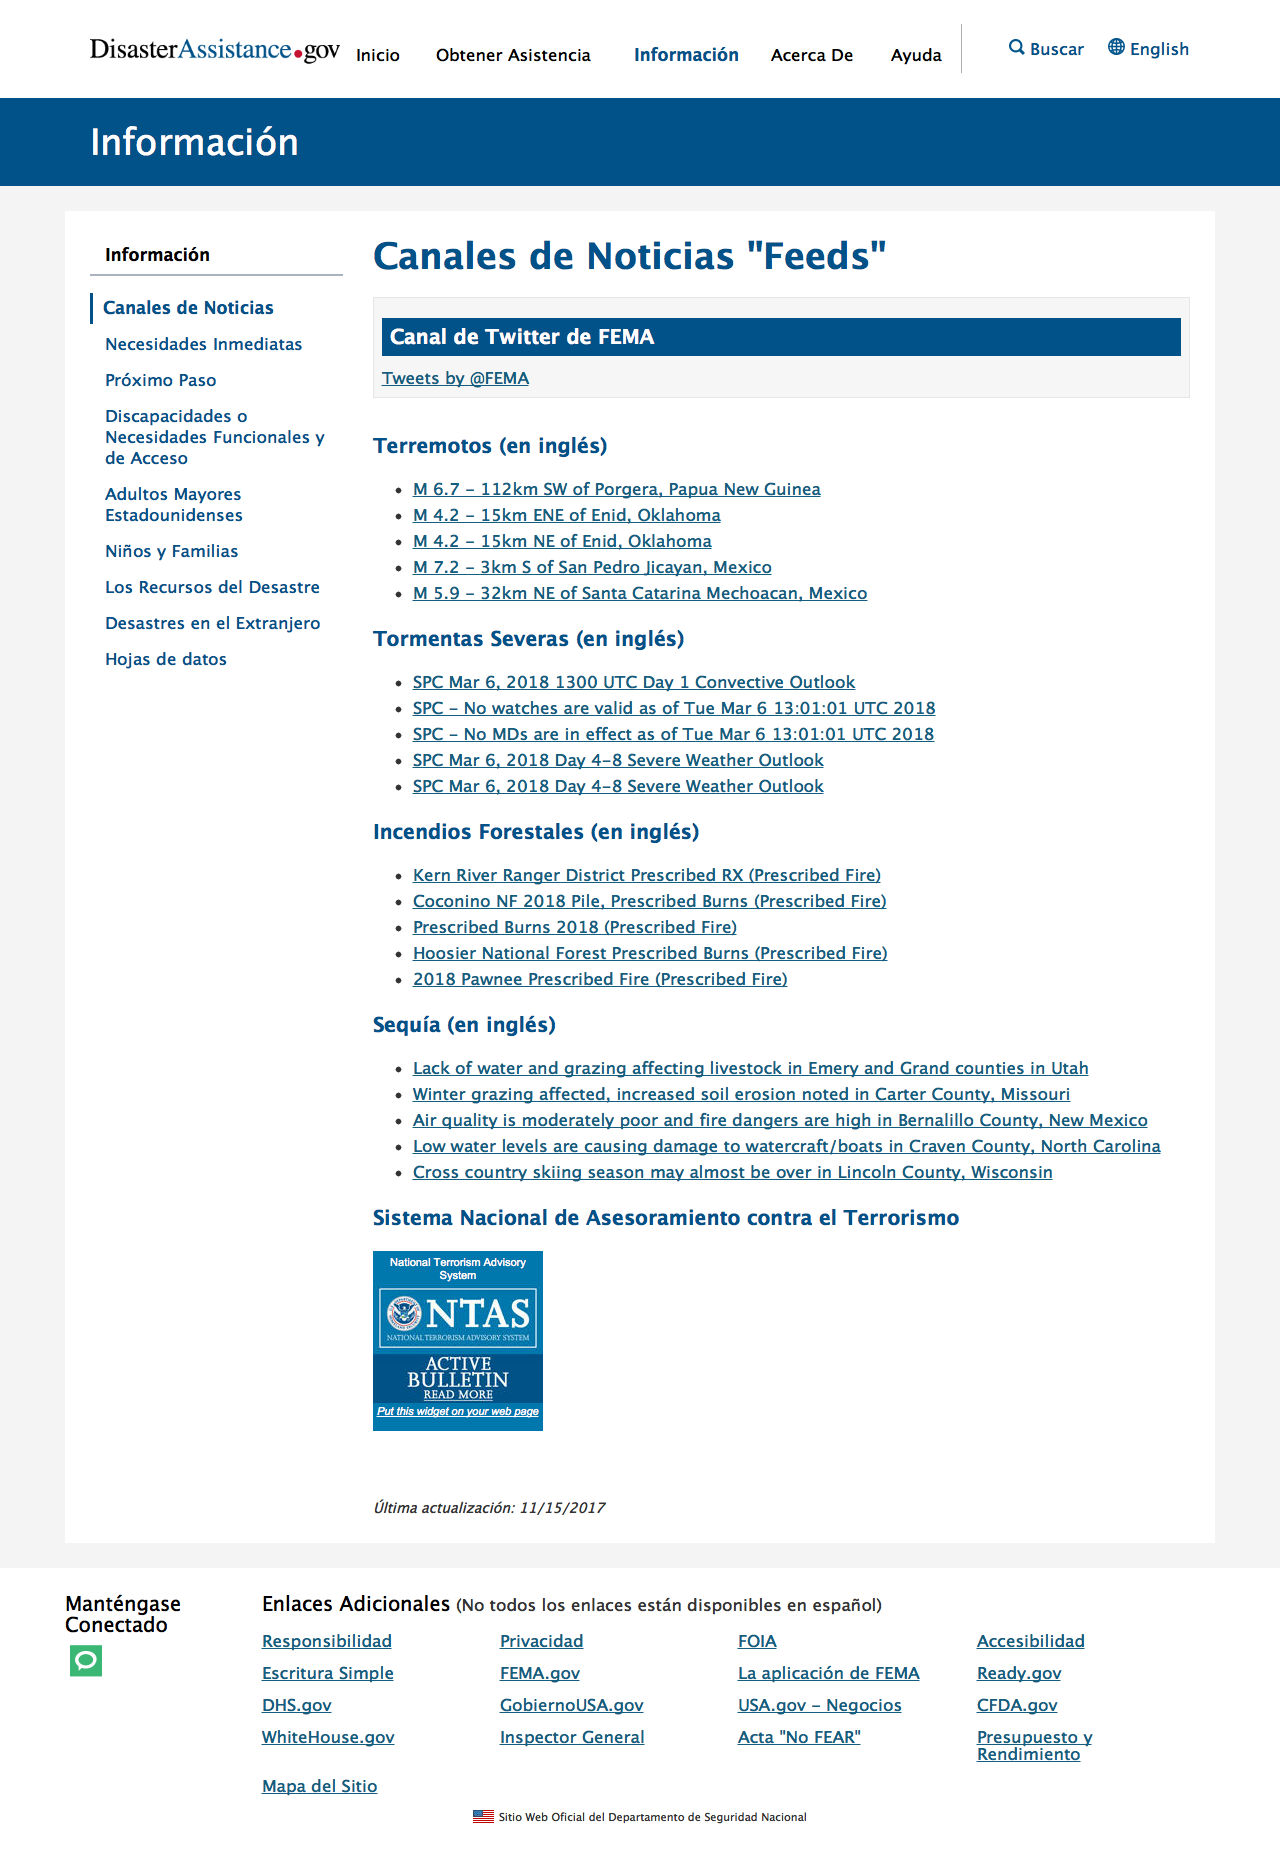 DisasterAssistance.gov Inicio Obtener Asistencia Información Acerca De Ayuda Buscar English
Información
Información
Canales de Noticias
Necesidades Inmediatas
Próximo Paso
Discapacidades o
Necesidades Funcionales y
de Acceso
Adultos Mayores
Estadounidenses
Niños y Familias
Los Recursos del Desastre
Desastres en el Extranjero
Hojas de datos
Canales de Noticias "Feeds"
Canal de Twitter de FEMA
Tweets by @FEMA
Terremotos (en inglés)
M 6.7 - 112km SW of Porgera, Papua New Guinea
M 4.2 - 15km ENE of Enid, Oklahoma
M 4.2 - 15km NE of Enid, Oklahoma
M 7.2 - 3km S of San Pedro Jicayan, Mexico
M 5.9 - 32km NE of Santa Catarina Mechoacan, Mexico
Tormentas Severas (en inglés)
SPC Mar 6, 2018 1300 UTC Day 1 Convective Outlook
SPC - No watches are valid as of Tue Mar 6 13:01:01 UTC 2018
SPC - No MDs are in effect as of Tue Mar 6 13:01:01 UTC 2018
SPC Mar 6, 2018 Day 4-8 Severe Weather Outlook
SPC Mar 6, 2018 Day 4-8 Severe Weather Outlook
Incendios Forestales (en inglés)
Kern River Ranger District Prescribed RX (Prescribed Fire)
Coconino NF 2018 Pile, Prescribed Burns (Prescribed Fire)
Prescribed Burns 2018 (Prescribed Fire)
Hoosier National Forest Prescribed Burns (Prescribed Fire)
2018 Pawnee Prescribed Fire (Prescribed Fire)
Sequía (en inglés)
Lack of water and grazing affecting livestock in Emery and Grand counties in Utah
Winter grazing affected, increased soil erosion noted in Carter County, Missouri
Air quality is moderately poor and fire dangers are high in Bernalillo County, New Mexico
Low water levels are causing damage to watercraft/boats in Craven County, North Carolina
Cross country skiing season may almost be over in Lincoln County, Wisconsin
Sistema Nacional de Asesoramiento contra el Terrorismo
National Terrorism Advisory
System
NTAS
NATIONAL TERRORISM ADVISORY SYSTEM
ACTIVE
BULLETIN
READ MORE
Put this widget on your web page
Última actualización: 11/15/2017
Manténgase
Conectado
Enlaces Adicionales (No todos los enlaces están disponibles en español)
Responsibilidad Privacidad FOIA Accesibilidad
Escritura Simple FEMA.gov La aplicación de FEMA Ready.gov
DHS.gov GobiernoUSA.gov USA.gov - Negocios CFDA.gov
WhiteHouse.gov Inspector General Acta "No FEAR" Presupuesto y
Rendimiento
Mapa del Sitio
Sitio Web Oficial del Departamento de Seguridad Nacional